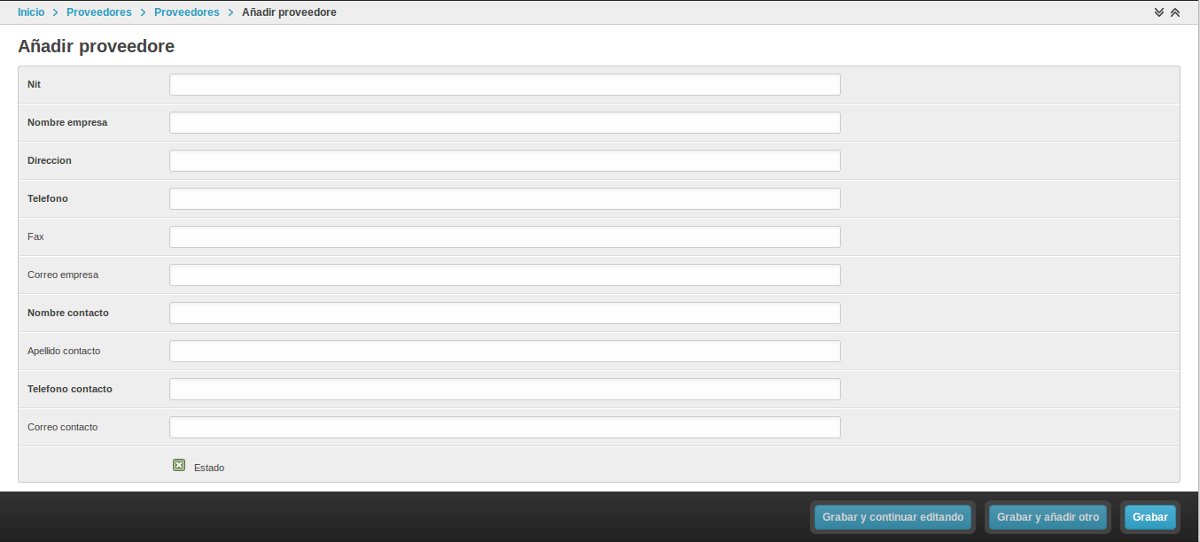 Inicio > Proveedores > Proveedores > Añadir proveedore
Añadir proveedore
Nit
Nombre empresa
Direccion
Telefono
Fax
Correo empresa
Nombre contacto
Apellido contacto
Telefono contacto
Correo contacto
Estado
Grabar y continuar editando Grabar y añadir otro Grabar